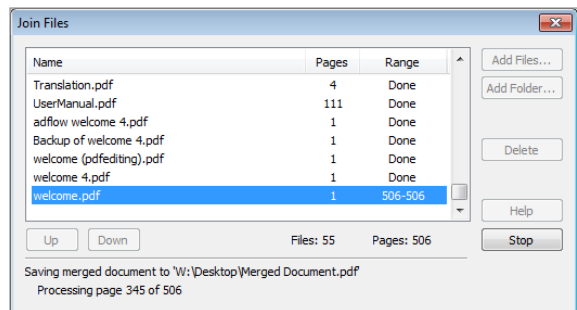 Join Files
Name Pages Range
Add Files...
Translation.pdf 4 Done
Add Folder...
UserManual.pdf 111 Done
adflow welcome 4.pdf 1 Done
Backup of welcome 4.pdf 1 Done
welcome (pdfediting).pdf 1 Done
Delete
welcome 4.pdf 1 Done
welcome.pdf 1 506-506
Help
Up Down Files: 55 Pages: 506 Stop
Saving merged document to 'W:\Desktop\Merged Document.pdf'
Processing page 345 of 506